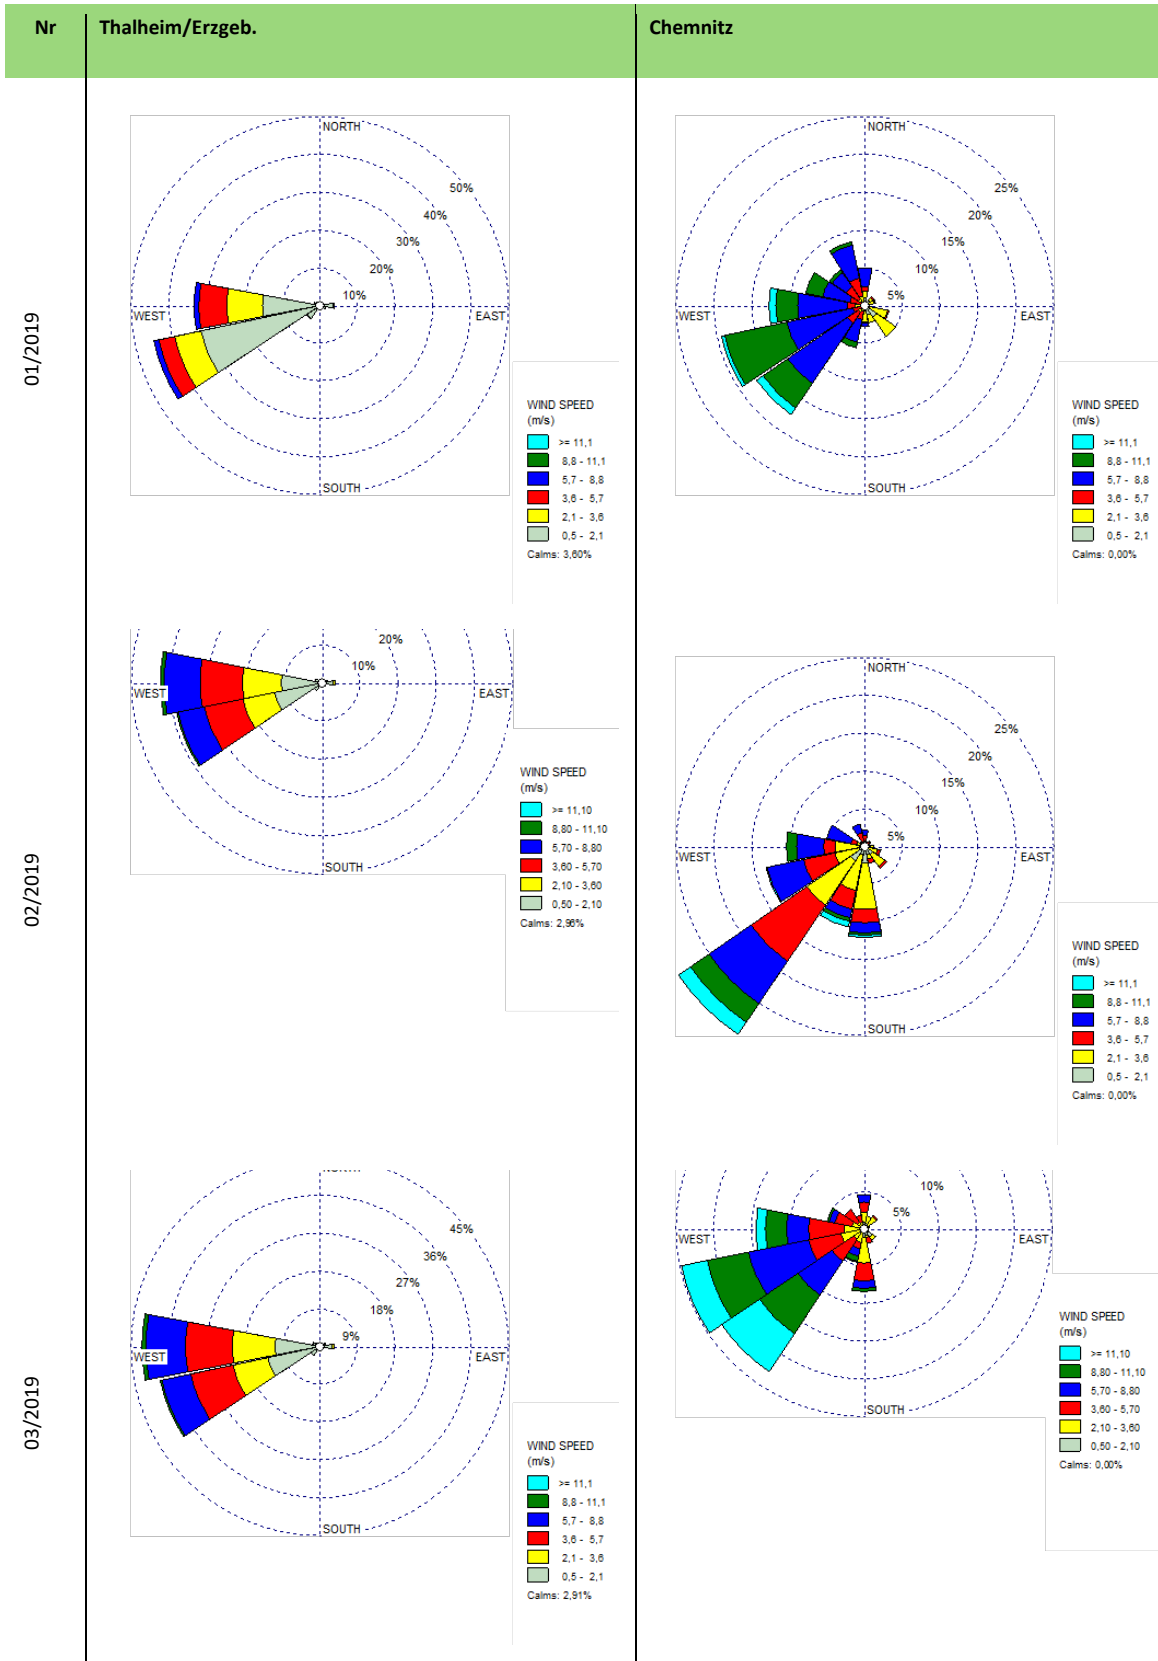 Nr Thalheim/Erzgeb. Chemnitz
01/2019
NORTH
50%
40%
30%
20%
10%
WEST
EAST
SOUTH
WIND SPEED
(m/s)
>= 11,1
8,8 - 11,1
5,7 - 8,8
3,6 - 5,7
2,1 - 3,6
0,5 - 2,1
Calms: 3,60%
NORTH
25%
20%
15%
10%
5%
WEST
EAST
SOUTH
WIND SPEED
(m/s)
>= 11,1
8,8 - 11,1
5,7 - 8,8
3,6 - 5,7
2,1 - 3,6
0,5 - 2,1
Calms: 0,00%
02/2019
20%
10%
WEST
EAST
SOUTH
WIND SPEED
(m/s)
>= 11,10
8,80 - 11,10
5,70 - 8,80
3,60 - 5,70
2,10 - 3,60
0,50 - 2,10
Calms: 2,96%
NORTH
25%
20%
15%
10%
5%
WEST
EAST
SOUTH
WIND SPEED
(m/s)
>= 11,1
8,8 - 11,1
5,7 - 8,8
3,6 - 5,7
2,1 - 3,6
0,5 - 2,1
Calms: 0,00%
03/2019
45%
36%
27%
18%
9%
WEST
EAST
SOUTH
WIND SPEED
(m/s)
>= 11,1
8,8 - 11,1
5,7 - 8,8
3,6 - 5,7
2,1 - 3,6
0,5 - 2,1
Calms: 2,91%
10%
5%
WEST
EAST
SOUTH
WIND SPEED
(m/s)
>= 11,10
8,80 - 11,10
5,70 - 8,80
3,60 - 5,70
2,10 - 3,60
0,50 - 2,10
Calms: 0,00%